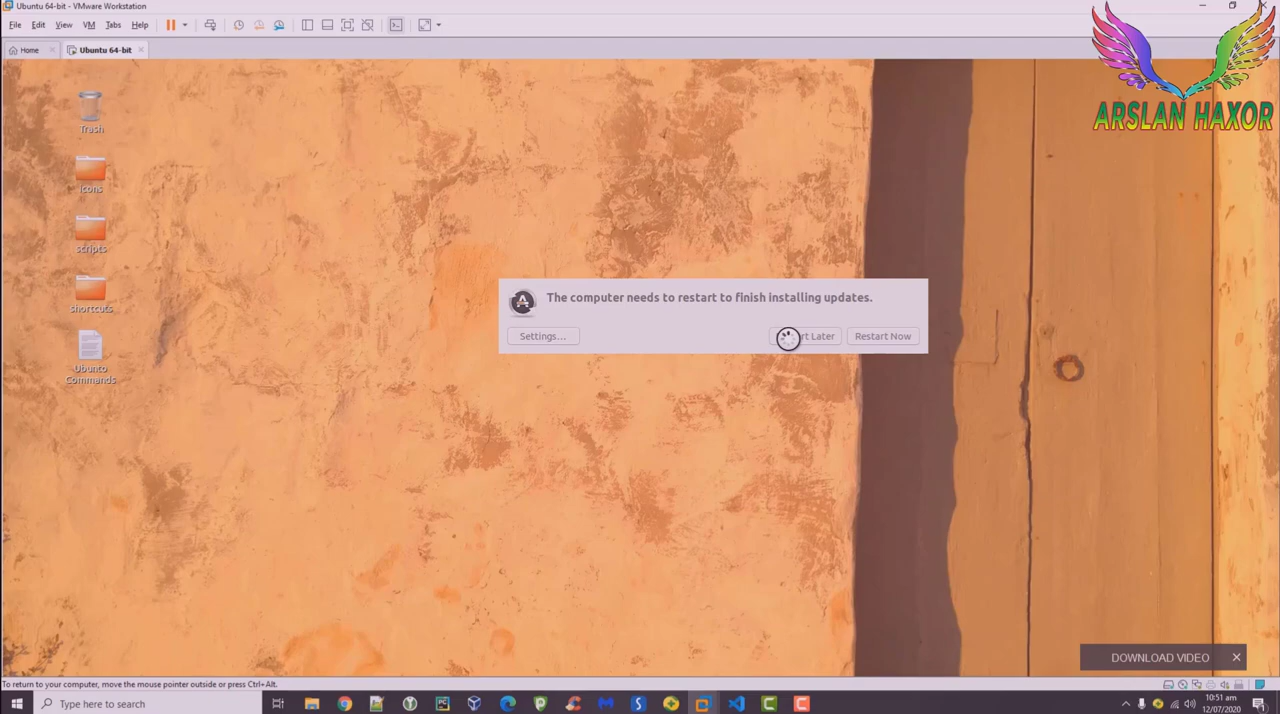 Ubuntu 64-bit - VMware Workstation
File Edit View VM Tabs Help
Home Ubuntu 64-bit
ARSLAN HAXOR
Trash
Icons
scripts
shortcuts
Ubunto
Commands
The computer needs to restart to finish installing updates.
Settings... Later Restart Now
DOWNLOAD VIDEO
To return to your computer, move the mouse pointer outside or press Ctrl+Alt.
Type here to search
10:51 am
12/07/2020